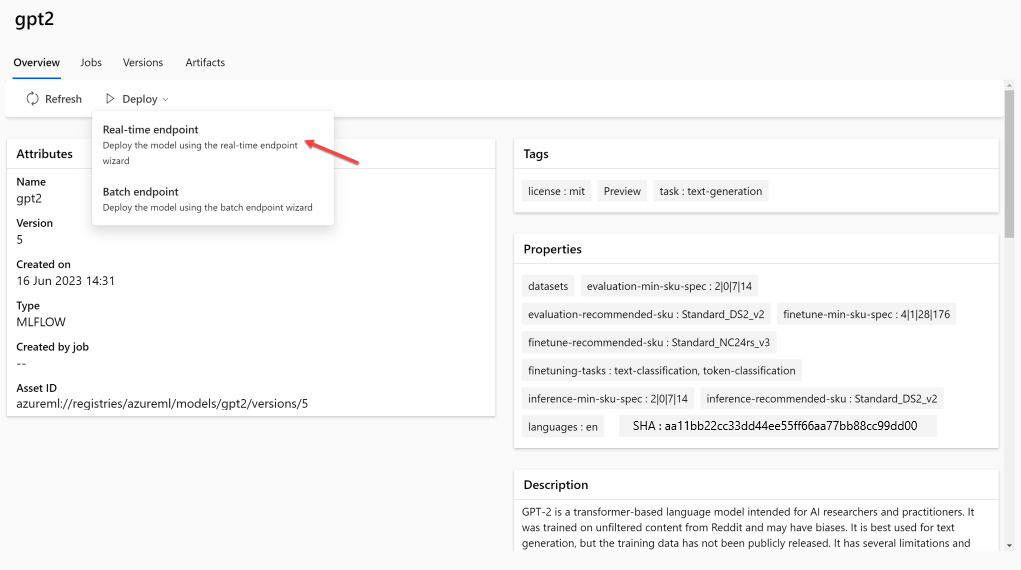 gpt2
Overview Jobs Versions Artifacts
Refresh Deploy
Real-time endpoint
Deploy the model using the real-time endpoint
wizard
Batch endpoint
Deploy the model using the batch endpoint wizard
Attributes
Name
gpt2
Version
5
Created on
16 Jun 2023 14:31
Type
MLFLOW
Created by job
--
Asset ID
azureml://registries/azureml/models/gpt2/versions/5
Tags
license : mit Preview task : text-generation
Properties
datasets evaluation-min-sku-spec : 2|0|7|14
evaluation-recommended-sku : Standard_DS2_v2 finetune-min-sku-spec : 4|1|28|176
finetune-recommended-sku : Standard_NC24rs_v3
finetuning-tasks : text-classification, token-classification
inference-min-sku-spec : 2|0|7|14 inference-recommended-sku : Standard_DS2_v2
languages : en SHA : aa11bb22cc33dd44ee55ff66aa77bb88cc99dd00
Description
GPT-2 is a transformer-based language model intended for AI researchers and practitioners. It
was trained on unfiltered content from Reddit and may have biases. It is best used for text
generation, but the training data has not been publicly released. It has several limitations and